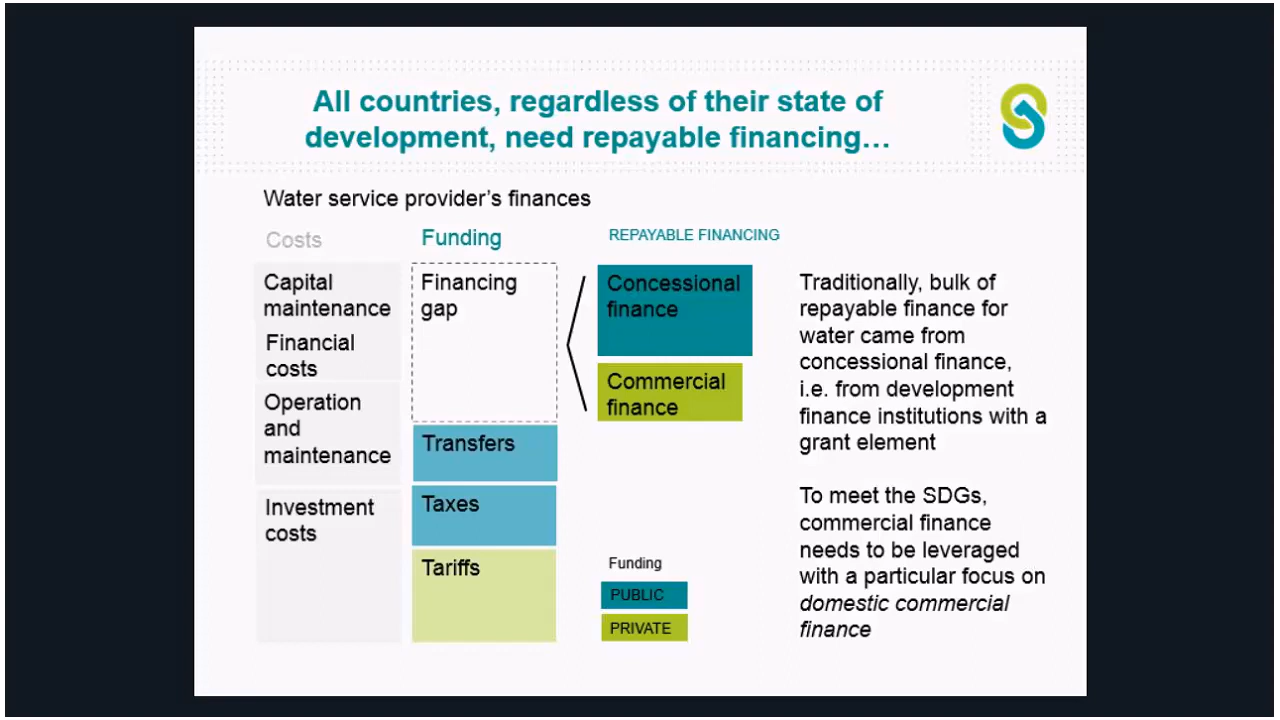 All countries, regardless of their state of
development, need repayable financing…
Water service provider’s finances
Costs
Capital
maintenance
Financial
costs
Operation
and
maintenance
Investment
costs
Funding
Financing
gap
Transfers
Taxes
Tariffs
REPAYABLE FINANCING
Concessional
finance
Commercial
finance
Funding
PUBLIC
PRIVATE
Traditionally, bulk of
repayable finance for
water came from
concessional finance,
i.e. from development
finance institutions with a
grant element
To meet the SDGs,
commercial finance
needs to be leveraged
with a particular focus on
domestic commercial
finance